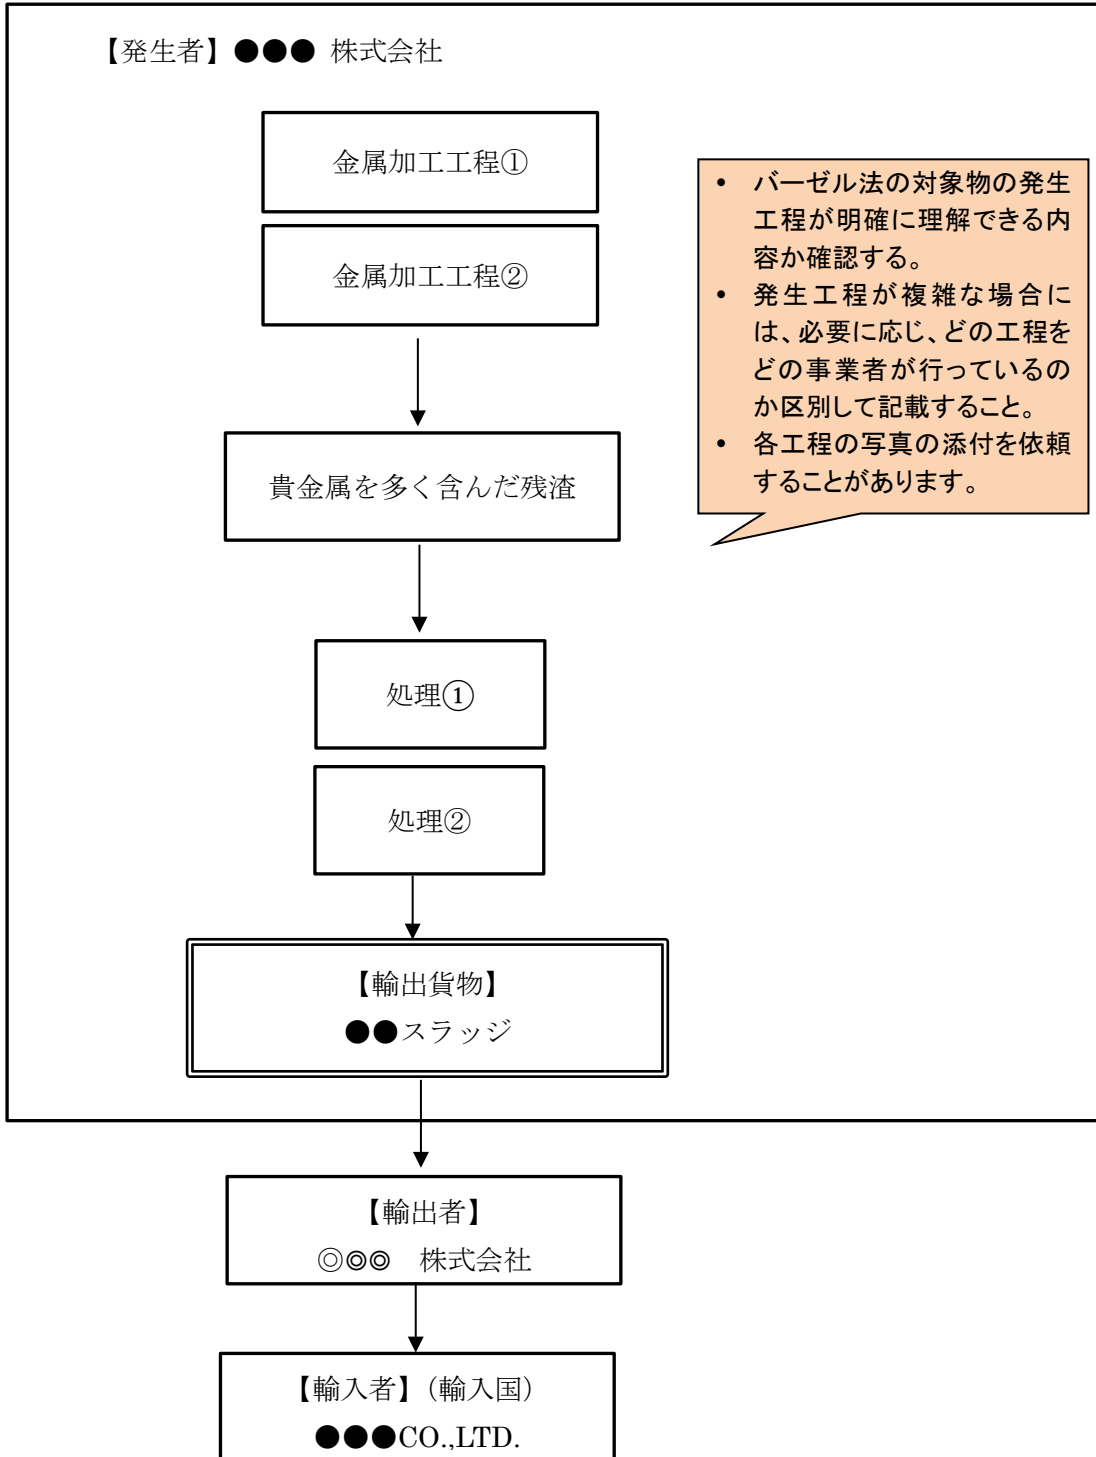 【発生者】●●● 株式会社
金属加工工程①
金属加工工程②
• バーゼル法の対象物の発生
工程が明確に理解できる内
容か確認する。
• 発生工程が複雑な場合に
は、必要に応じ、どの工程を
どの事業者が行っているの
か区別して記載すること。
• 各工程の写真の添付を依頼
することがあります。
貴金属を多く含んだ残渣
処理①
処理②
【輸出貨物】
●●スラッジ
【輸出者】
◎◎◎ 株式会社
【輸入者】(輸入国)
●●●CO.,LTD.